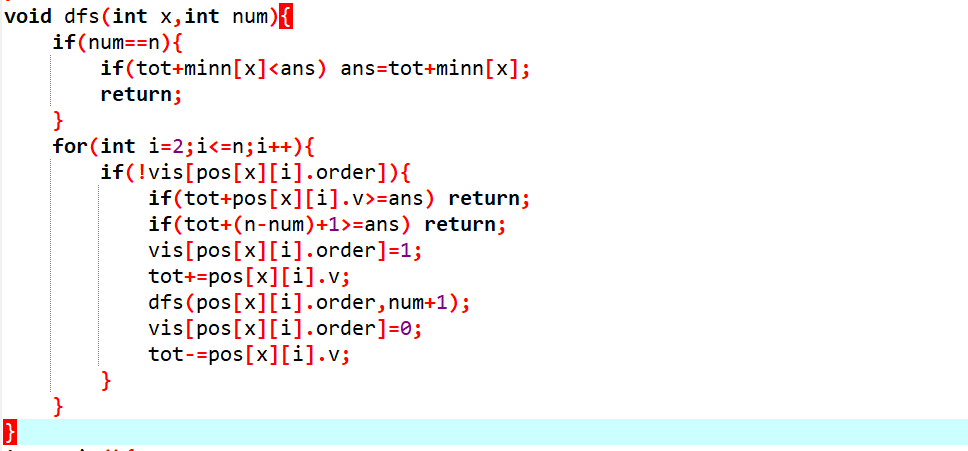 void dfs(int x,int num){
    if(num==n){
        if(tot+minn[x]<ans) ans=tot+minn[x];
        return;
    }
    for(int i=2;i<=n;i++){
        if(!vis[pos[x][i].order]){
            if(tot+pos[x][i].v>=ans) return;
            if(tot+(n-num)+1>=ans) return;
            vis[pos[x][i].order]=1;
            tot+=pos[x][i].v;
            dfs(pos[x][i].order,num+1);
            vis[pos[x][i].order]=0;
            tot-=pos[x][i].v;
        }
    }
}